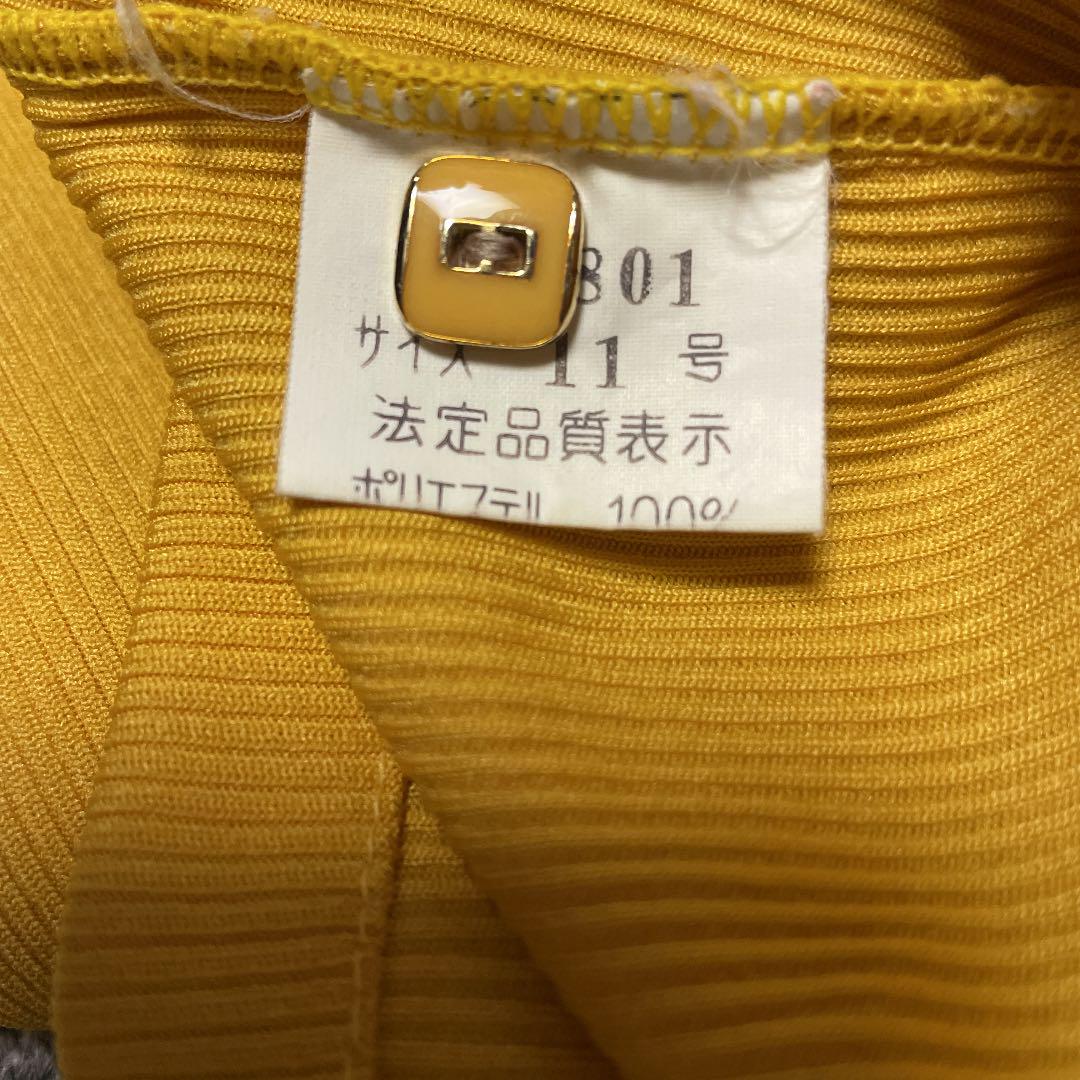 801
サイズ 11 号
法定品質表示
ポリエステル 100%